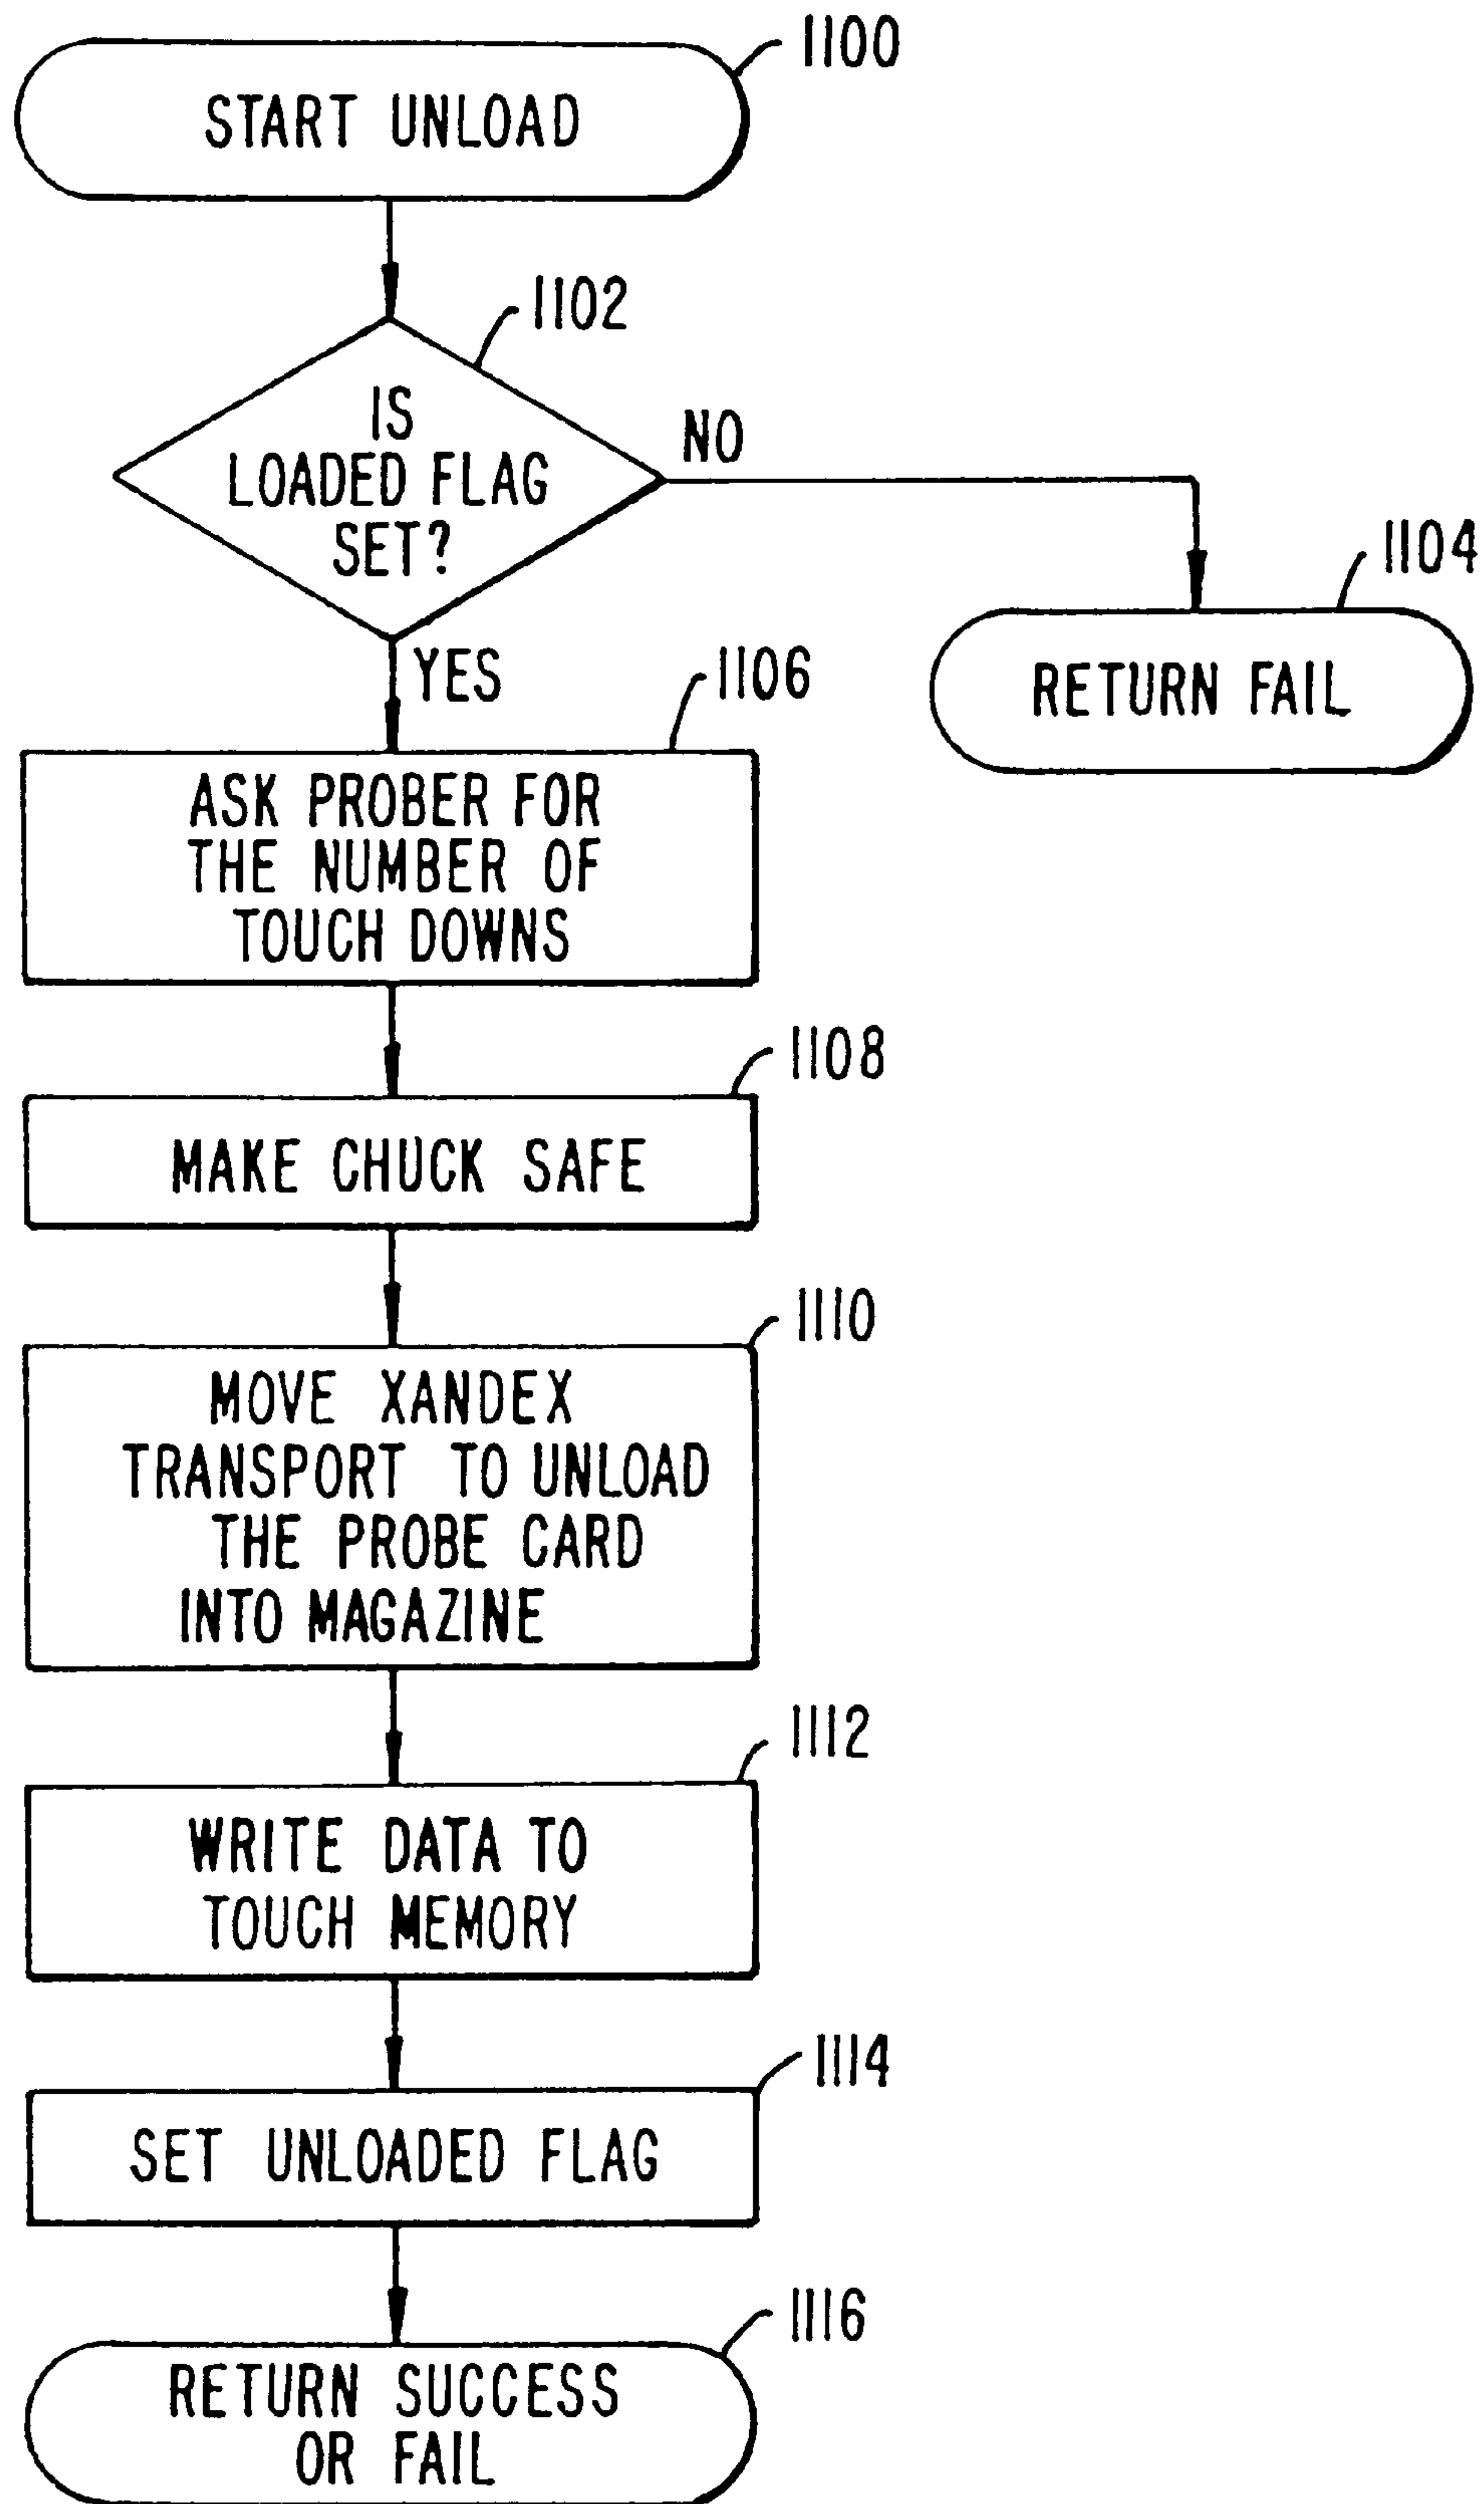 1100
START UNLOAD
1102
IS
LOADED FLAG
SET?
NO
1104
RETURN FAIL
YES
1106
ASK PROBER FOR
THE NUMBER OF
TOUCH DOWNS
1108
MAKE CHUCK SAFE
1110
MOVE XANDEX
TRANSPORT TO UNLOAD
THE PROBE CARD
INTO MAGAZINE
1112
WRITE DATA TO
TOUCH MEMORY
1114
SET UNLOADED FLAG
1116
RETURN SUCCESS
OR FAIL